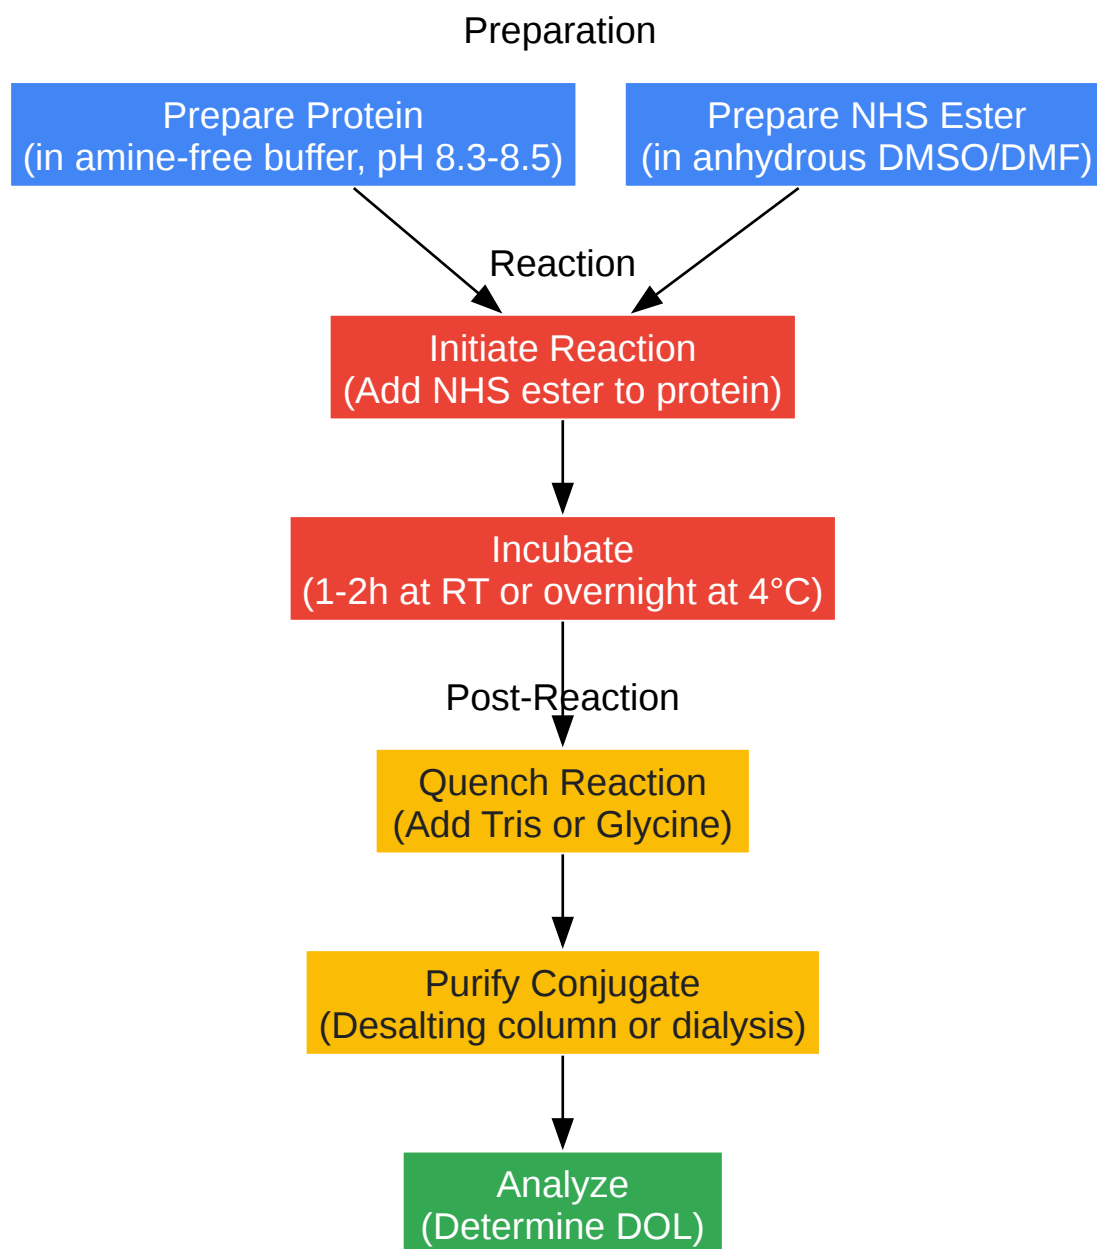 Preparation
Prepare Protein
(in amine-free buffer, pH 8.3-8.5)
Prepare NHS Ester
(in anhydrous DMSO/DMF)
Reaction
Initiate Reaction
(Add NHS ester to protein)
Incubate
(1-2h at RT or overnight at 4°C)
Post-Reaction
Quench Reaction
(Add Tris or Glycine)
Purify Conjugate
(Desalting column or dialysis)
Analyze
(Determine DOL)